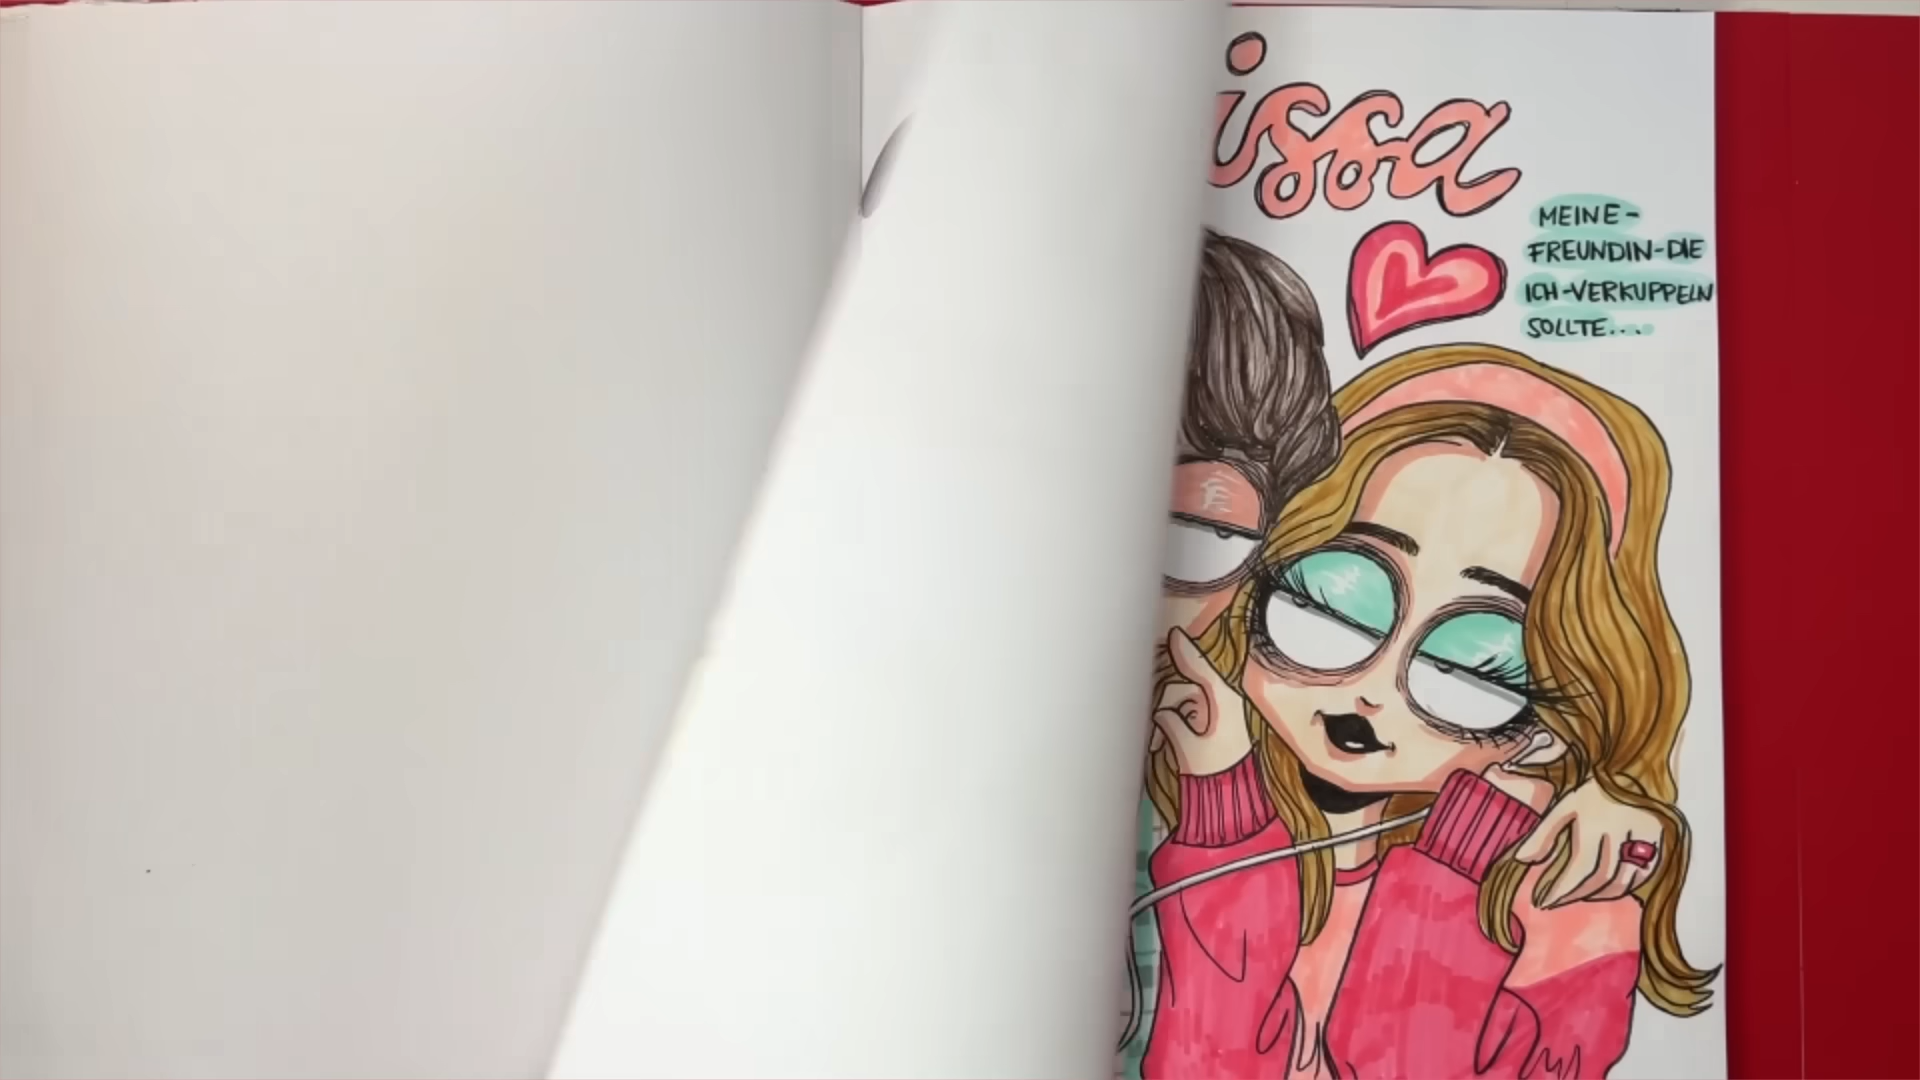 issa
MEINE-
FREUNDIN-DIE
ICH-VERKUPPELN
SOLLTE....